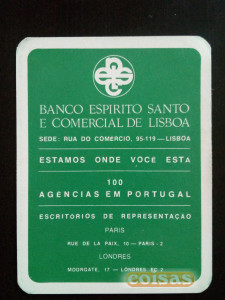 BANCO ESPIRITO SANTO
E COMERCIAL DE LISBOA
SEDE: RUA DO COMERCIO, 95-119 — LISBOA
ESTAMOS ONDE VOCE ESTA
100
AGENCIAS EM PORTUGAL
ESCRITORIOS DE REPRESENTAÇAO
PARIS
RUE DE LA PAIX, 15 — PARIS - 2
LONDRES
MOORGATE, 17 — LONDRES EC 2
coisas